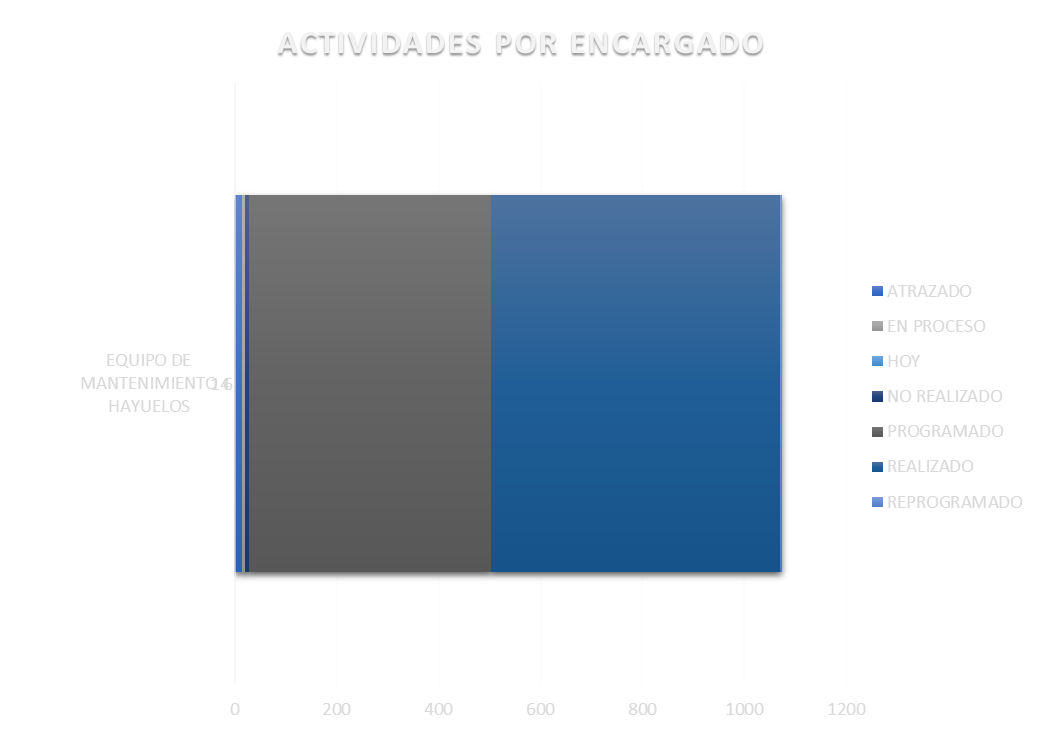 ACTIVIDADES POR ENCARGADO
EQUIPO DE
MANTENIMIENTO
HAYUELOS
ATRAZADO
EN PROCESO
HOY
NO REALIZADO
PROGRAMADO
REALIZADO
REPROGRAMADO
0 200 400 600 800 1000 1200